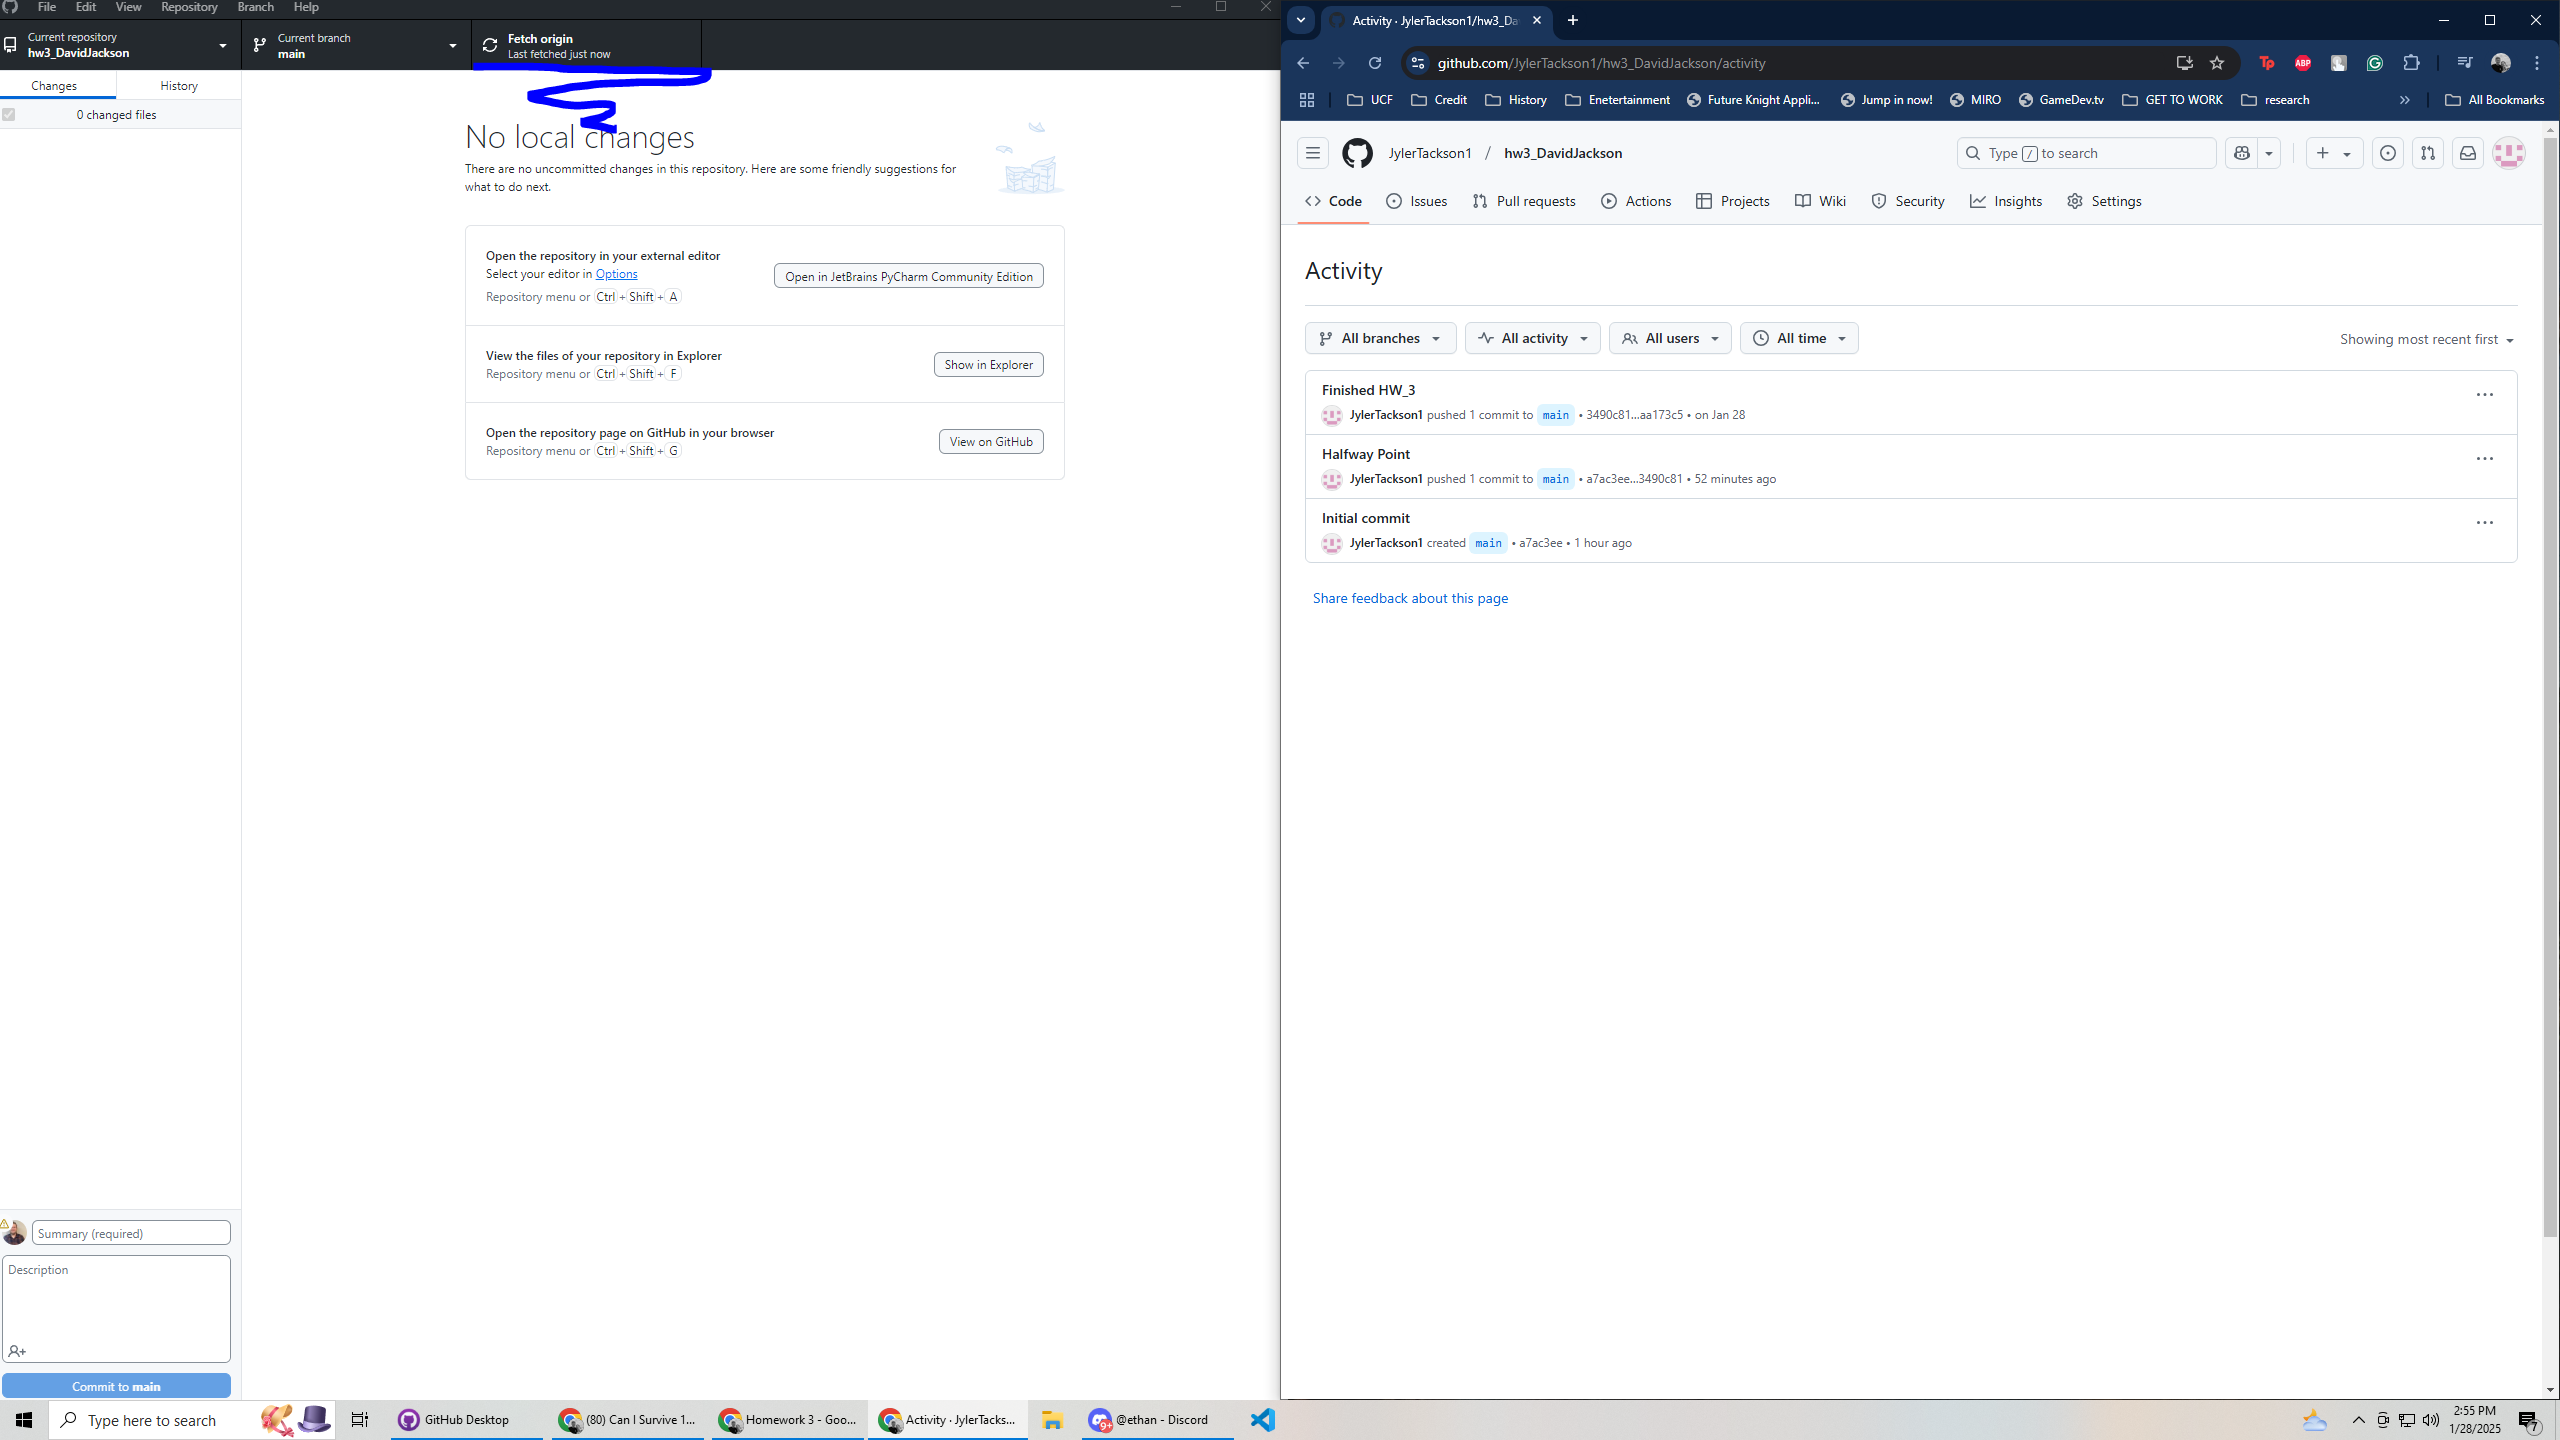 File Edit View Repository Branch Help
Current repository
hw3_DavidJackson
Current branch
main
Fetch origin
Last fetched just now
Changes History
0 changed files
No local changes
There are no uncommitted changes in this repository. Here are some friendly suggestions for
what to do next.
Open the repository in your external editor
Select your editor in Options
Repository menu or Ctrl + Shift + A
Open in JetBrains PyCharm Community Edition
View the files of your repository in Explorer
Repository menu or Ctrl + Shift + F
Show in Explorer
Open the repository page on GitHub in your browser
Repository menu or Ctrl + Shift + G
View on GitHub
Summary (required)
Description
Commit to main
Activity · JylerTackson1/hw3_Da
github.com/JylerTackson1/hw3_DavidJackson/activity
Tp ABP
UCF Credit History Enetertainment Future Knight Appli... Jump in now! MIRO GameDev.tv GET TO WORK research » All Bookmarks
JylerTackson1 / hw3_DavidJackson
Type / to search
Code Issues Pull requests Actions Projects Wiki Security Insights Settings
Activity
All branches All activity All users All time
Showing most recent first
Finished HW_3
JylerTackson1 pushed 1 commit to main • 3490c81...aa173c5 • on Jan 28
Halfway Point
JylerTackson1 pushed 1 commit to main • a7ac3ee...3490c81 • 52 minutes ago
Initial commit
JylerTackson1 created main • a7ac3ee • 1 hour ago
Share feedback about this page
Type here to search
GitHub Desktop
(80) Can I Survive 1...
Homework 3 - Goo...
Activity · JylerTacks...
9+
@ethan - Discord
2:55 PM
1/28/2025
7